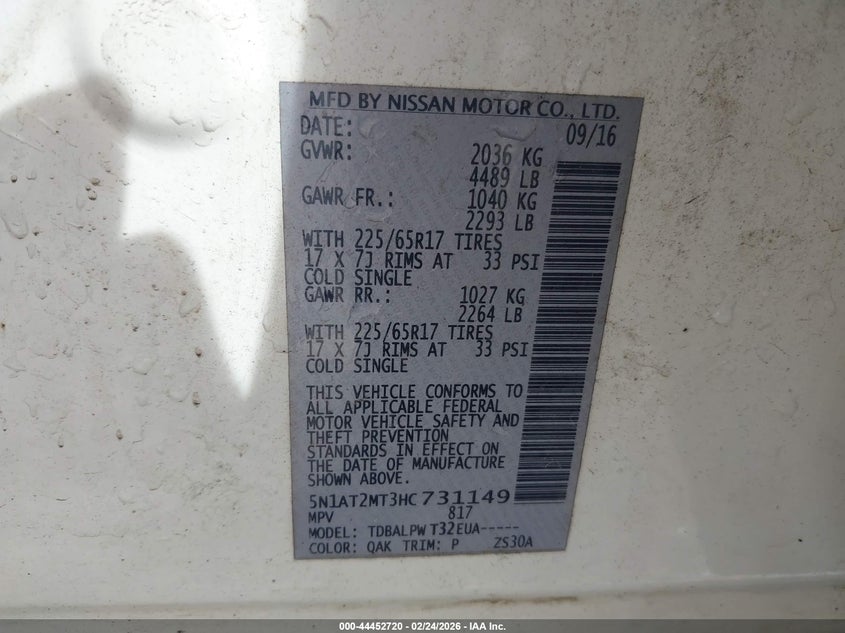 MFD BY NISSAN MOTOR CO., LTD.
DATE: 09/16
GVWR: 2036 KG
4489 LB
GAWR FR.: 1040 KG
2293 LB
WITH 225/65R17 TIRES
17 X 7J RIMS AT 33 PSI
COLD SINGLE
GAWR RR.: 1027 KG
2264 LB
WITH 225/65R17 TIRES
17 X 7J RIMS AT 33 PSI
COLD SINGLE
THIS VEHICLE CONFORMS TO
ALL APPLICABLE FEDERAL
MOTOR VEHICLE SAFETY AND
THEFT PREVENTION
STANDARDS IN EFFECT ON
THE DATE OF MANUFACTURE
SHOWN ABOVE.
5N1AT2MT3HC731149
MPV 817
MODEL: TDBALPW T32EUA-----
COLOR: QAK TRIM: P ZS30A
000-44452720 - 02/24/2026 - IAA Inc.